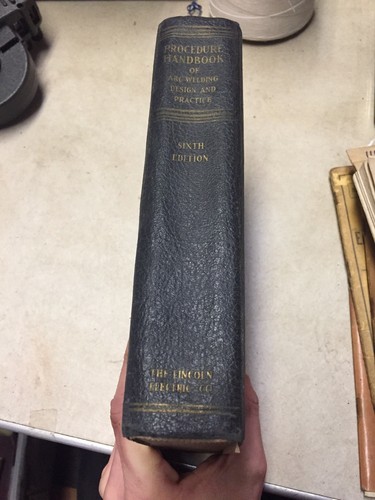 PROCEDURE
HANDBOOK
OF
ARC WELDING
DESIGN AND
PRACTICE
SIXTH
EDITION
THE LINCOLN
ELECTRIC CO.